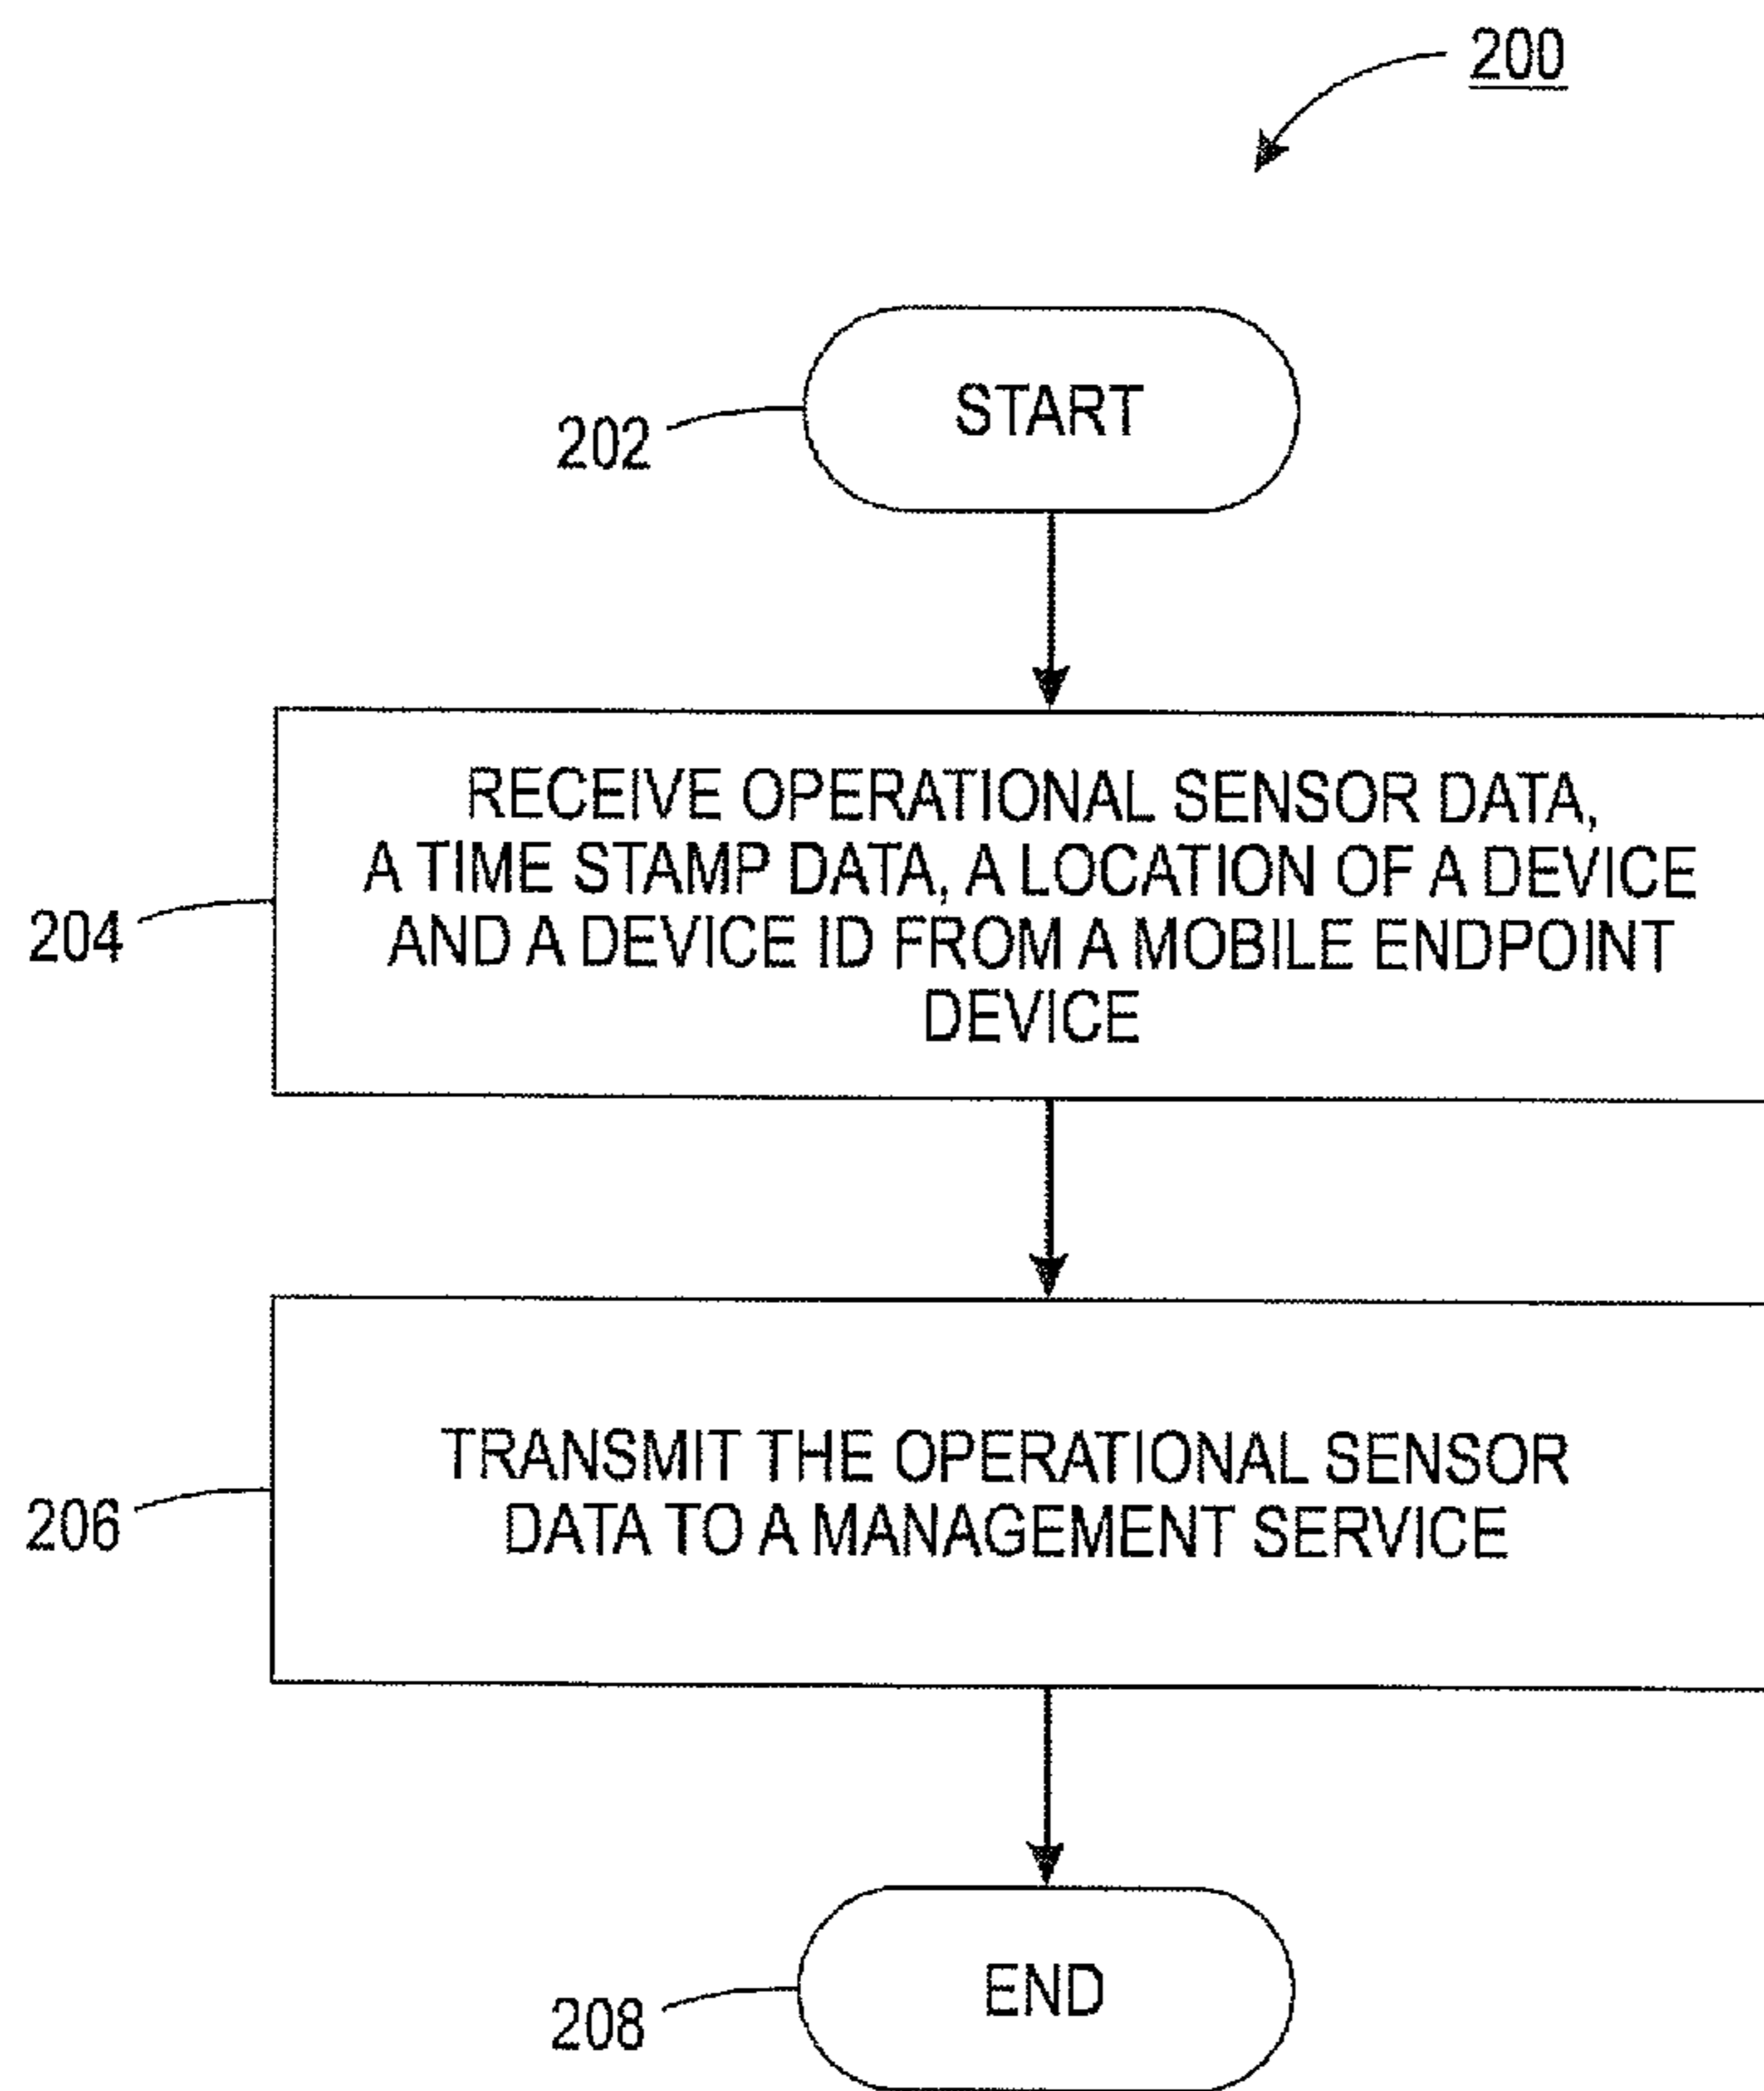 200
START
202
RECEIVE OPERATIONAL SENSOR DATA,
A TIME STAMP DATA, A LOCATION OF A DEVICE
AND A DEVICE ID FROM A MOBILE ENDPOINT
DEVICE
204
TRANSMIT THE OPERATIONAL SENSOR
DATA TO A MANAGEMENT SERVICE
206
END
208